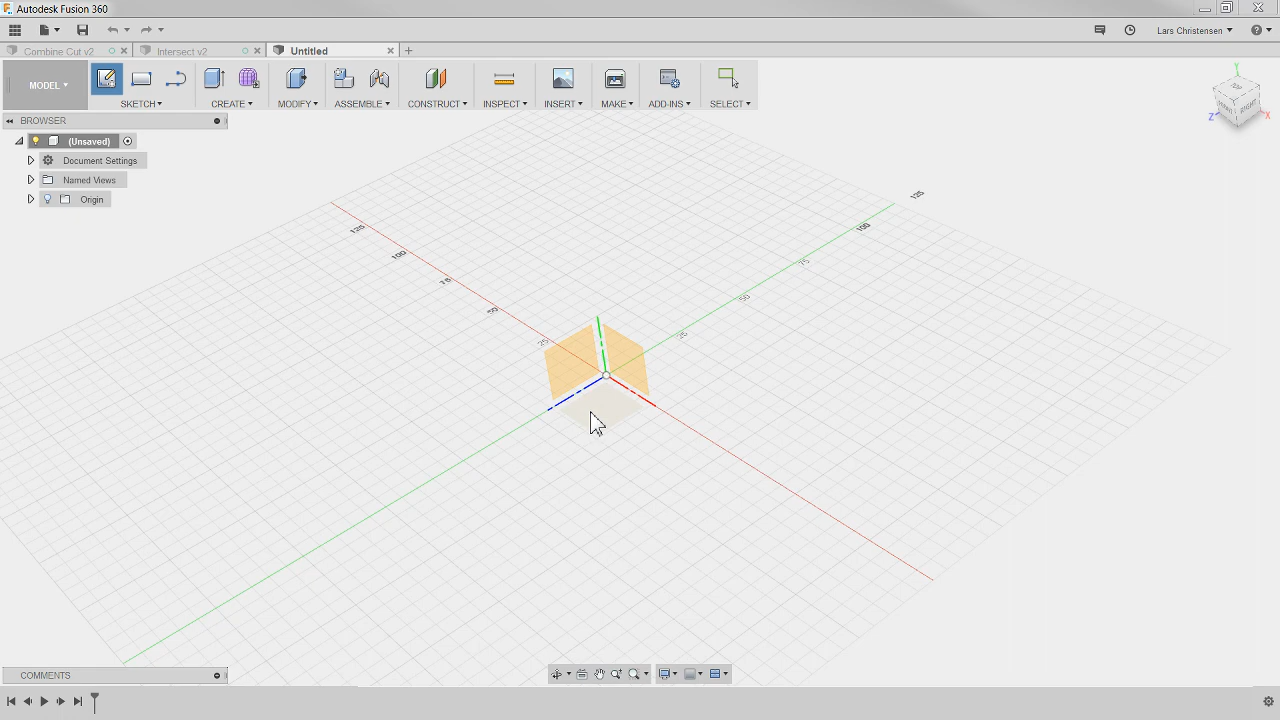 Autodesk Fusion 360
Lars Christensen
Combine Cut v2
Intersect v2
Untitled
MODEL
SKETCH
CREATE
MODIFY
ASSEMBLE
CONSTRUCT
INSPECT
INSERT
MAKE
ADD-INS
SELECT
BROWSER
(Unsaved)
Document Settings
Named Views
Origin
Y
FRONT
RIGHT
Z
X
125
100
75
50
25
125
100
75
50
25
COMMENTS